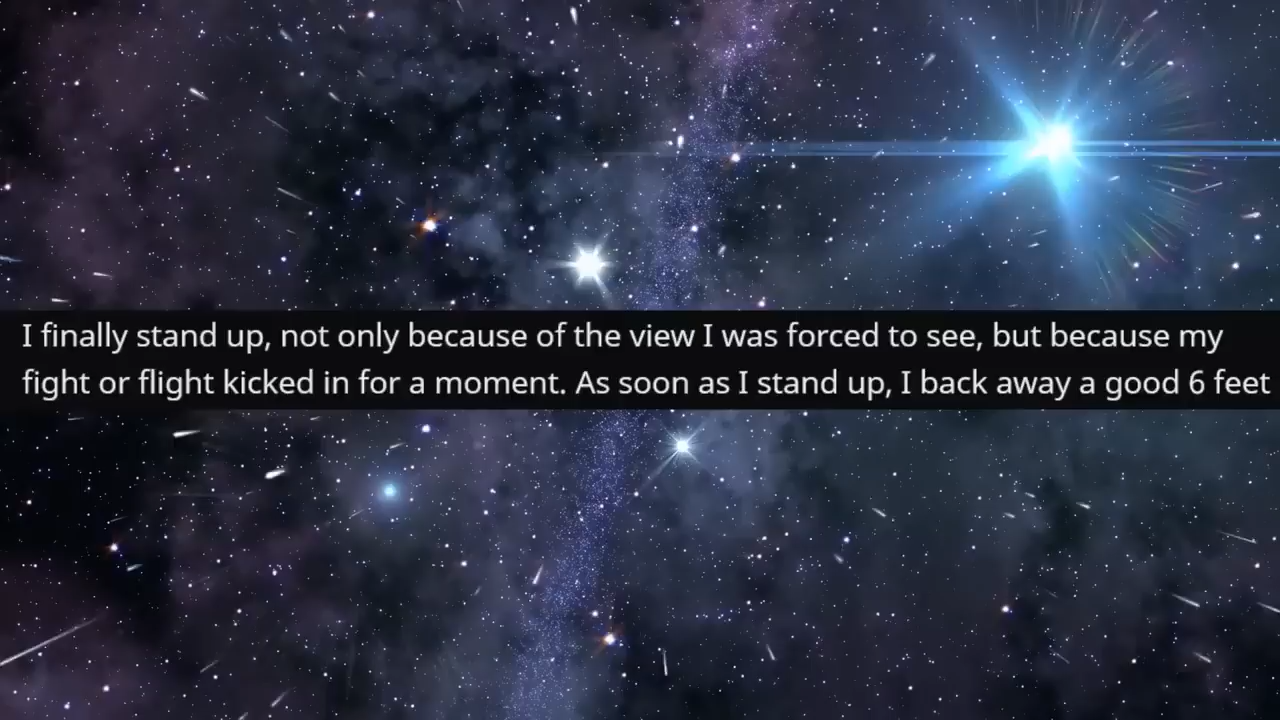 I finally stand up, not only because of the view I was forced to see, but because my
fight or flight kicked in for a moment. As soon as I stand up, I back away a good 6 feet